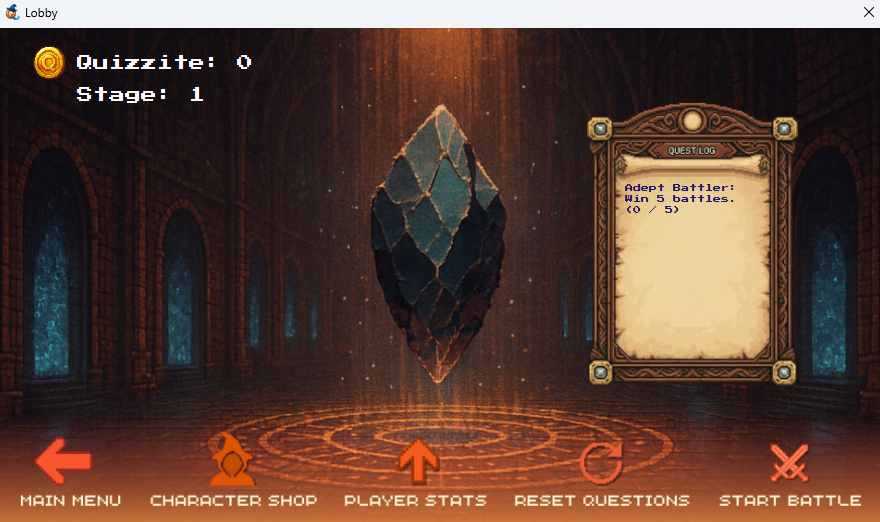 Lobby
Quizzite: 0
Stage: 1
QUEST LOG
Adept Battler:
Win 5 battles.
(0 / 5)
MAIN MENU
CHARACTER SHOP
PLAYER STATS
RESET QUESTIONS
START BATTLE